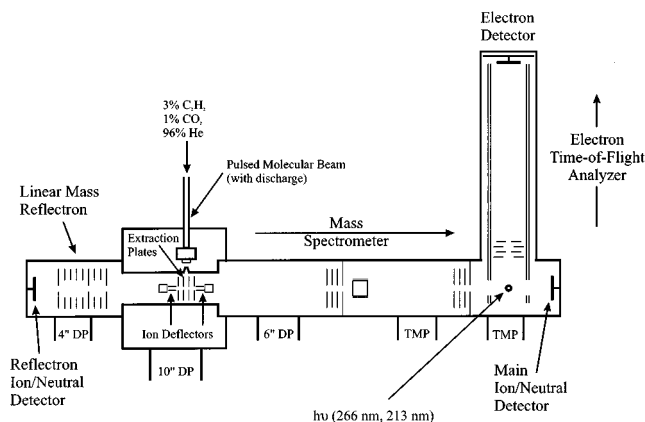 Electron
Detector
3% C,H,
1% CO,
96% He
Pulsed Molecular Beam
(with discharge)
Electron
Time-of-Flight
Analyzer
Linear Mass
Reflectron
Extraction
Plates
Mass
Spectrometer
Ion Deflectors
4" DP
6" DP
TMP
TMP
10" DP
Reflectron
Ion/Neutral
Detector
Main
Ion/Neutral
Detector
hυ (266 nm, 213 nm)